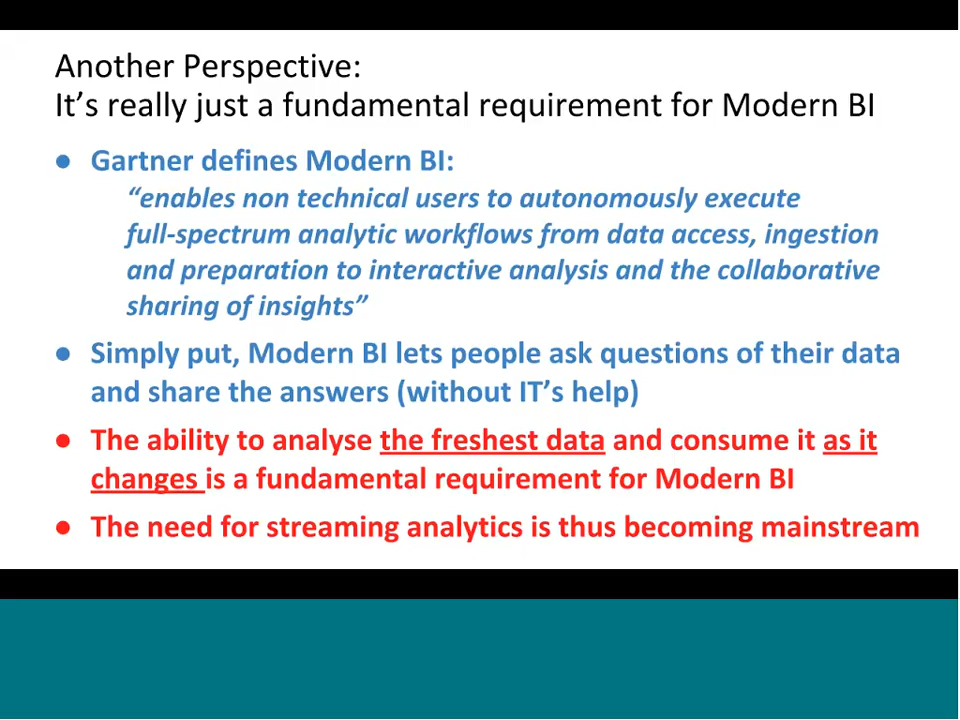 Another Perspective:
It’s really just a fundamental requirement for Modern BI
● Gartner defines Modern BI:
“enables non technical users to autonomously execute
full-spectrum analytic workflows from data access, ingestion
and preparation to interactive analysis and the collaborative
sharing of insights”
● Simply put, Modern BI lets people ask questions of their data
and share the answers (without IT’s help)
● The ability to analyse the freshest data and consume it as it
changes is a fundamental requirement for Modern BI
● The need for streaming analytics is thus becoming mainstream